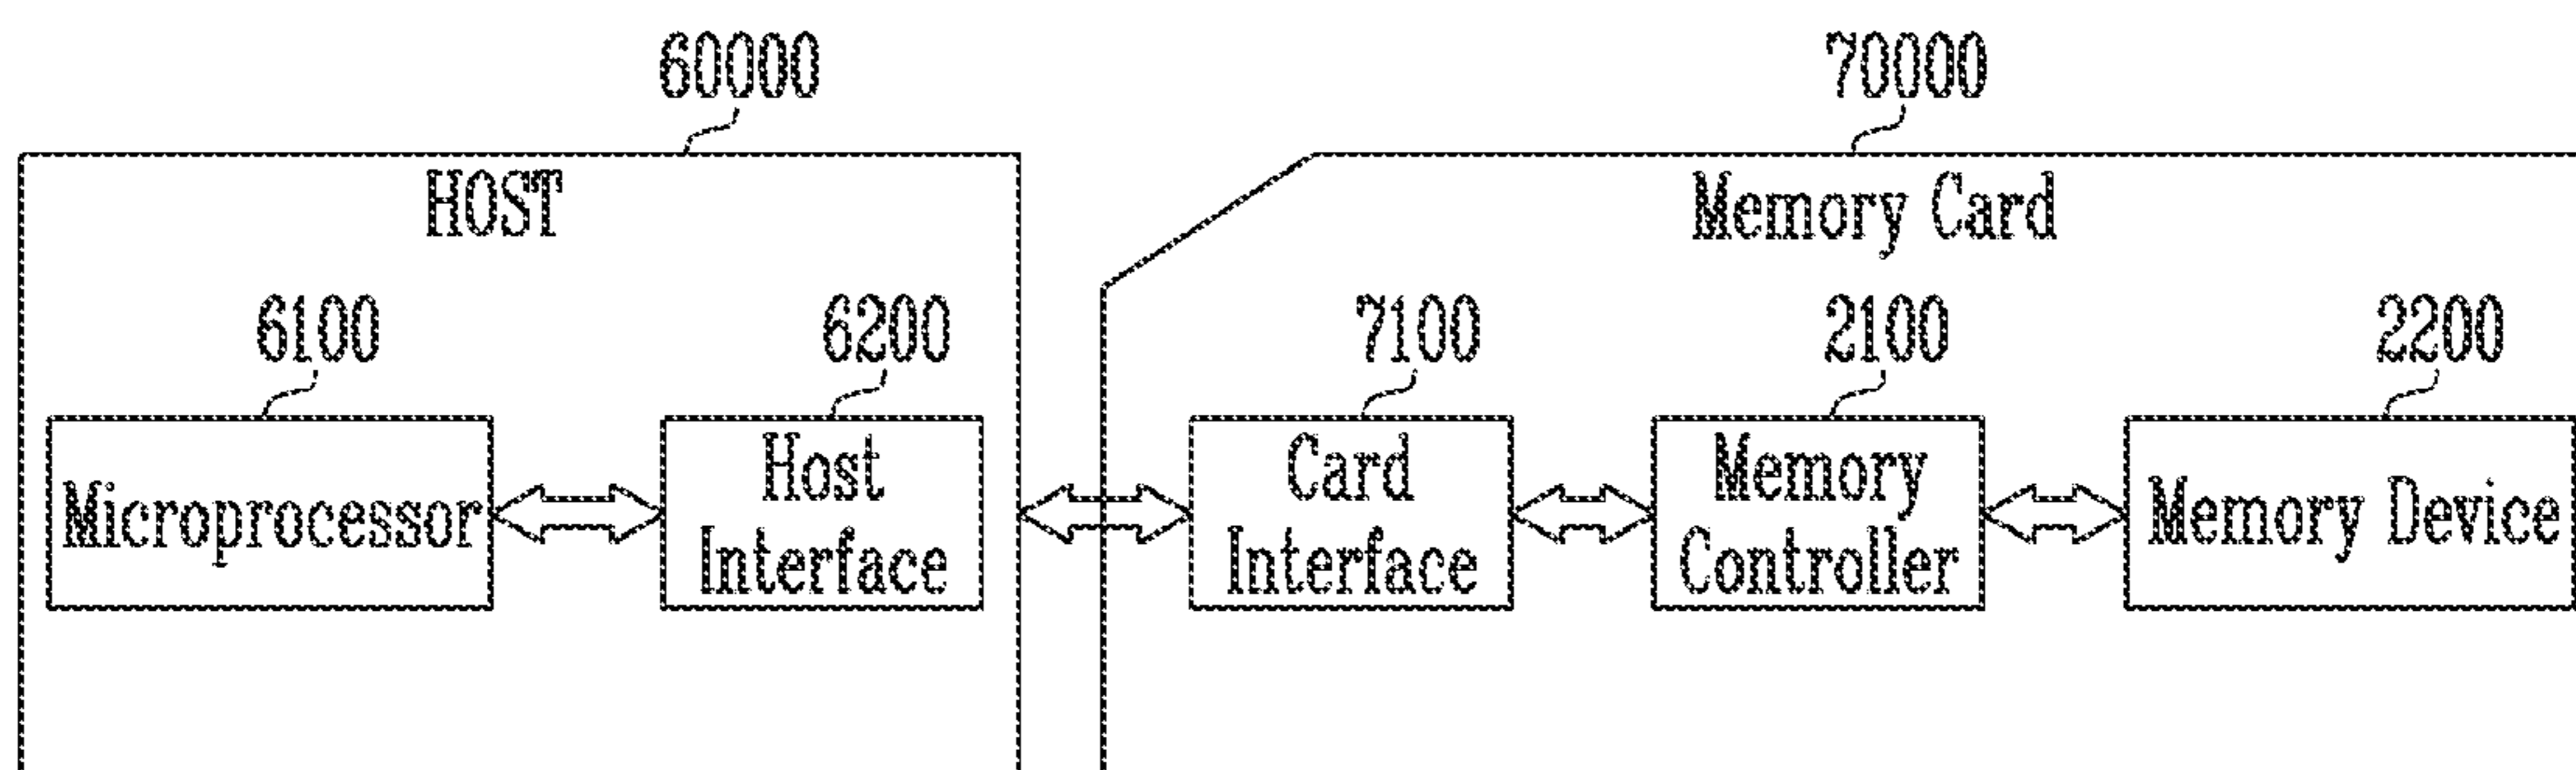 60000
70000
HOST
Memory Card
6100
6200
7100
2100
2200
Microprocessor
Host
Interface
Card
Interface
Memory
Controller
Memory Device